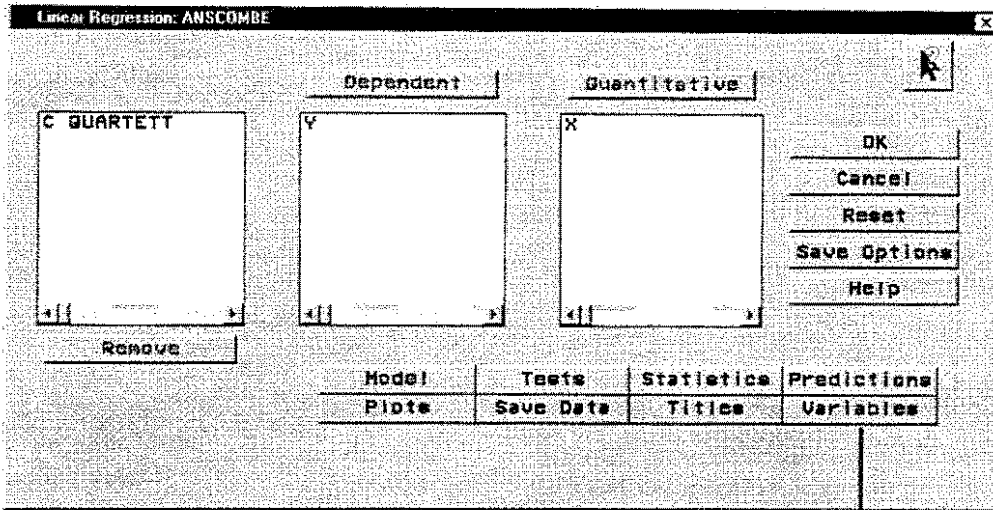 Linear Regression: ANSCOMBE
Dependent
Quantitative
C QUARTETT
Y
X
OK
Cancel
Reset
Save Options
Help
Remove
Model Tests Statistics Predictions
Plots Save Data Titles Variables